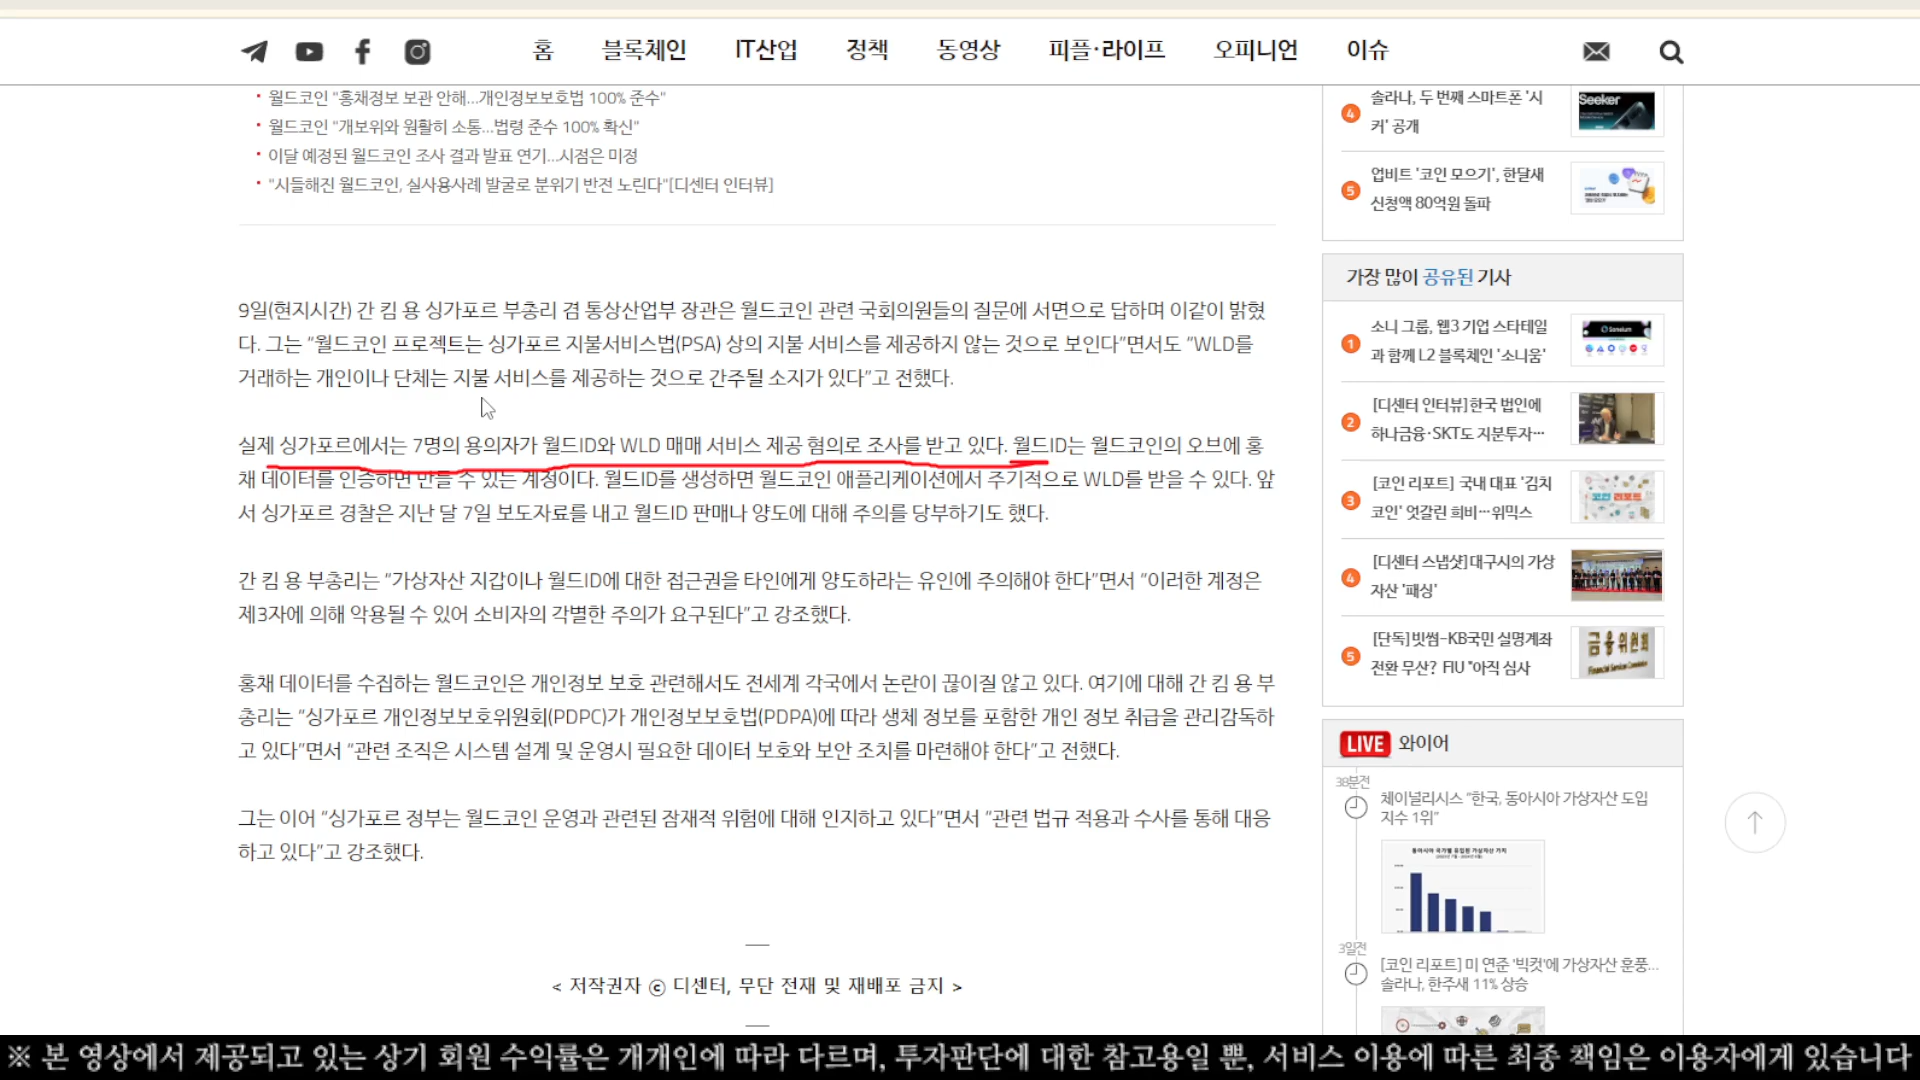 홈 블록체인 IT산업 정책 동영상 피플·라이프 오피니언 이슈
월드코인 "홍채정보 보관 안해…개인정보보호법 100% 준수"
월드코인 "개보위와 원활히 소통…법령 준수 100% 확신"
이달 예정된 월드코인 조사 결과 발표 연기…시점은 미정
"시들해진 월드코인, 실사용사례 발굴로 분위기 반전 노린다"[디센터 인터뷰]
9일(현지시간) 간 킴 용 싱가포르 부총리 겸 통상산업부 장관은 월드코인 관련 국회의원들의 질문에 서면으로 답하며 이같이 밝혔
다. 그는 “월드코인 프로젝트는 싱가포르 지불서비스법(PSA) 상의 지불 서비스를 제공하지 않는 것으로 보인다”면서도 “WLD를
거래하는 개인이나 단체는 지불 서비스를 제공하는 것으로 간주될 소지가 있다”고 전했다.
실제 싱가포르에서는 7명의 용의자가 월드ID와 WLD 매매 서비스 제공 혐의로 조사를 받고 있다. 월드ID는 월드코인의 오브에 홍
채 데이터를 인증하면 만들 수 있는 계정이다. 월드ID를 생성하면 월드코인 애플리케이션에서 주기적으로 WLD를 받을 수 있다. 앞
서 싱가포르 경찰은 지난 달 7일 보도자료를 내고 월드ID 판매나 양도에 대해 주의를 당부하기도 했다.
간 킴 용 부총리는 “가상자산 지갑이나 월드ID에 대한 접근권을 타인에게 양도하라는 유인에 주의해야 한다”면서 “이러한 계정은
제3자에 의해 악용될 수 있어 소비자의 각별한 주의가 요구된다”고 강조했다.
홍채 데이터를 수집하는 월드코인은 개인정보 보호 관련해서도 전세계 각국에서 논란이 끊이질 않고 있다. 여기에 대해 간 킴 용 부
총리는 “싱가포르 개인정보보호위원회(PDPC)가 개인정보보호법(PDPA)에 따라 생체 정보를 포함한 개인 정보 취급을 관리감독하
고 있다”면서 “관련 조직은 시스템 설계 및 운영시 필요한 데이터 보호와 보안 조치를 마련해야 한다”고 전했다.
그는 이어 “싱가포르 정부는 월드코인 운영과 관련된 잠재적 위험에 대해 인지하고 있다”면서 “관련 법규 적용과 수사를 통해 대응
하고 있다”고 강조했다.
< 저작권자 ⓒ 디센터, 무단 전재 및 재배포 금지 >
4 솔라나, 두 번째 스마트폰 '시
커' 공개
Seeker
5 업비트 '코인 모으기', 한달새
신청액 80억원 돌파
가장 많이 공유된 기사
1 소니 그룹, 웹3 기업 스타테일
과 함께 L2 블록체인 '소니움'
Soneium
2 [디센터 인터뷰]한국 법인에
하나금융·SKT도 지분투자…
3 [코인 리포트] 국내 대표 '김치
코인' 엇갈린 희비…위믹스
코인 리포트
4 [디센터 스냅샷]대구시의 가상
자산 '패싱'
5 [단독]빗썸-KB국민 실명계좌
전환 무산? FIU "아직 심사
금융위원회
Financial Services Commission
LIVE 와이어
38분전
체이널리시스 “한국, 동아시아 가상자산 도입
지수 1위”
동아시아 국가별 유입된 가상자산 가치
3일전
[코인 리포트] 미 연준 '빅컷'에 가상자산 훈풍…
솔라나, 한주새 11% 상승
※ 본 영상에서 제공되고 있는 상기 회원 수익률은 개개인에 따라 다르며, 투자판단에 대한 참고용일 뿐, 서비스 이용에 따른 최종 책임은 이용자에게 있습니다